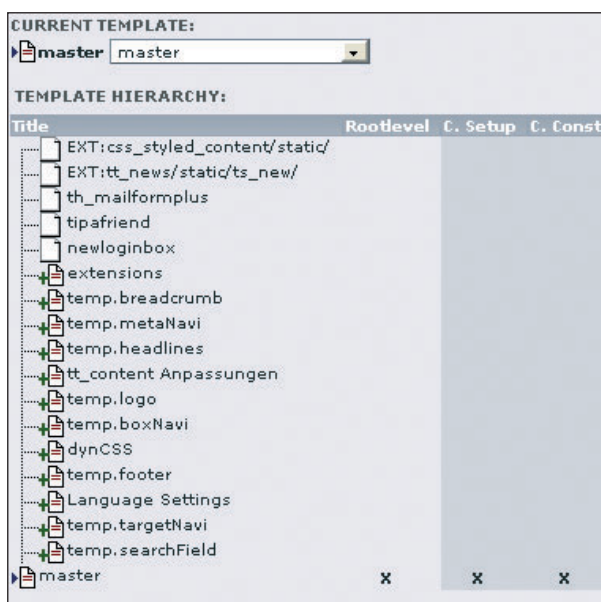 CURRENT TEMPLATE:
master master
TEMPLATE HIERARCHY:
Title Rootlevel C. Setup C. Const
EXT:css_styled_content/static/
EXT:tt_news/static/ts_new/
th_mailformplus
tipafriend
newloginbox
extensions
temp.breadcrumb
temp.metaNavi
temp.headlines
tt_content Anpassungen
temp.logo
temp.boxNavi
dynCSS
temp.footer
Language Settings
temp.targetNavi
temp.searchField
master x x x